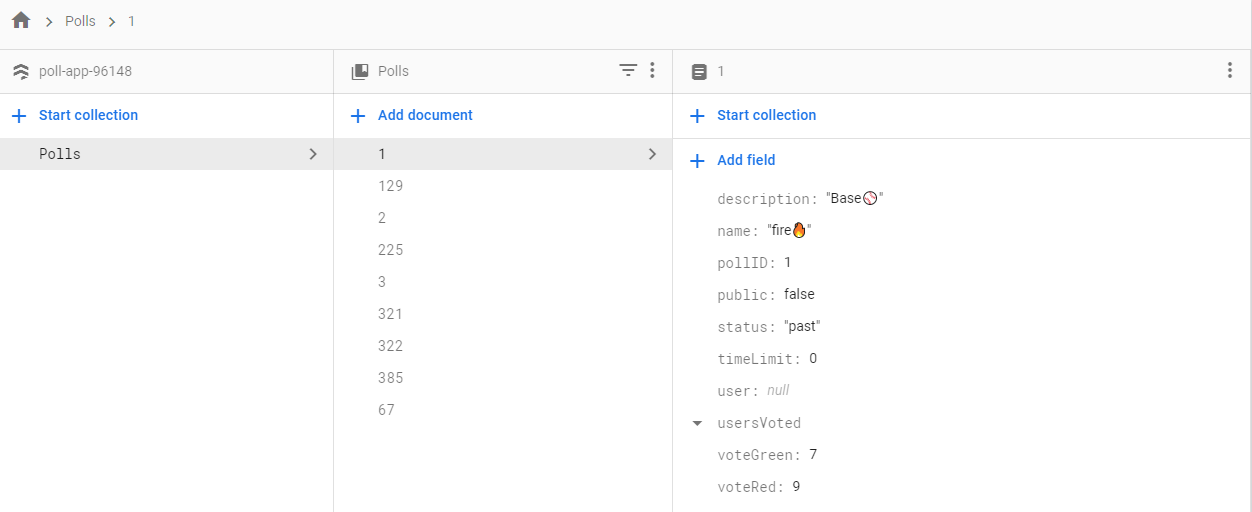 Polls > 1
poll-app-96148
Start collection
Polls
Polls
Add document
1
129
2
225
3
321
322
385
67
1
Start collection
Add field
description: "Base⚾"
name: "fire🔥"
pollID: 1
public: false
status: "past"
timeLimit: 0
user: null
usersVoted
voteGreen: 7
voteRed: 9